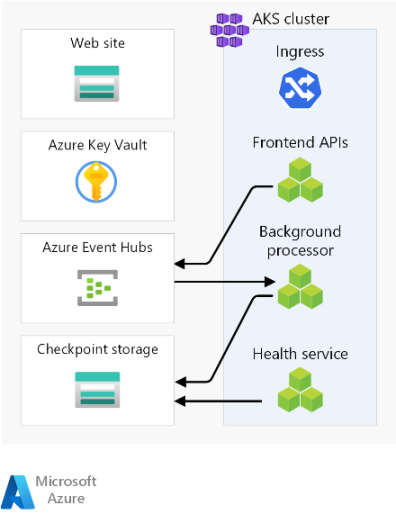 Web site
Azure Key Vault
Azure Event Hubs
Checkpoint storage
AKS cluster
Ingress
Frontend APIs
Background
processor
Health service
Microsoft
Azure